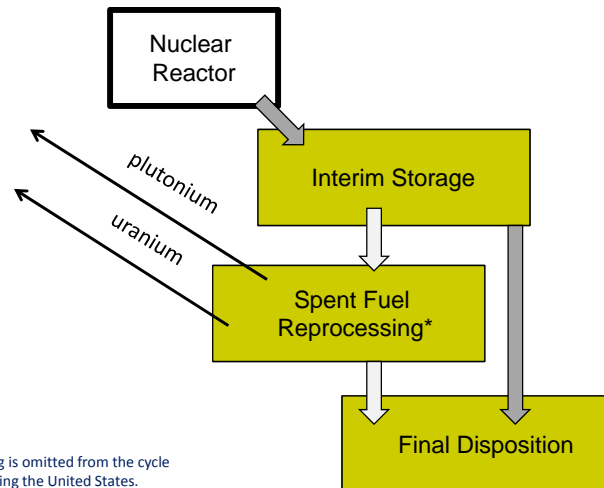 Nuclear
Reactor
Interim Storage
plutonium
uranium
Spent Fuel
Reprocessing*
Final Disposition
is omitted from the cycle
the United States.